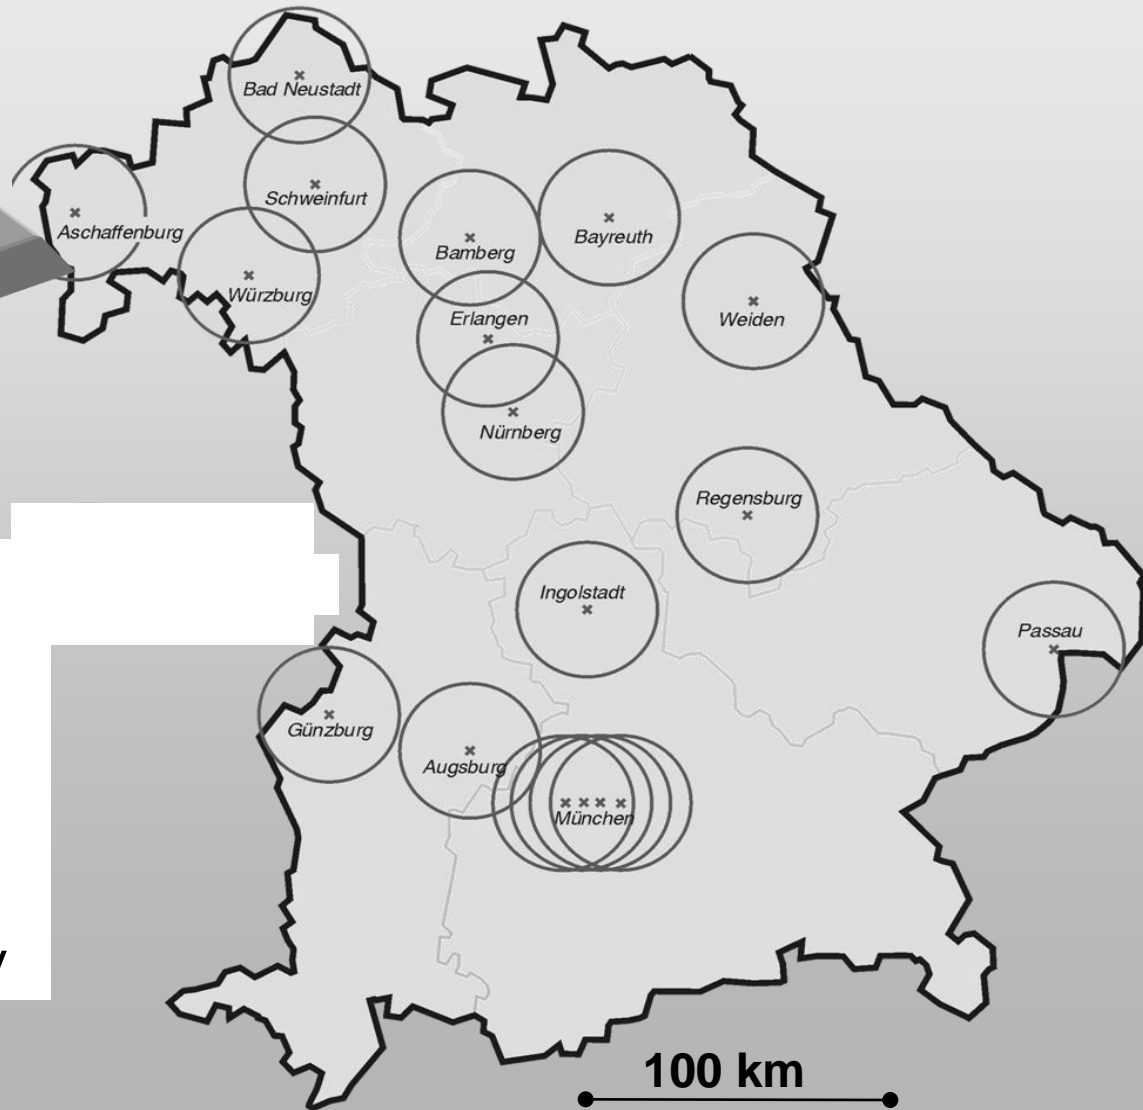 Bad Neustadt
Schweinfurt
Aschaffenburg
Bamberg
Bayreuth
Würzburg
Erlangen
Weiden
Nürnberg
Regensburg
Ingolstadt
Passau
Günzburg
Augsburg
München
100 km